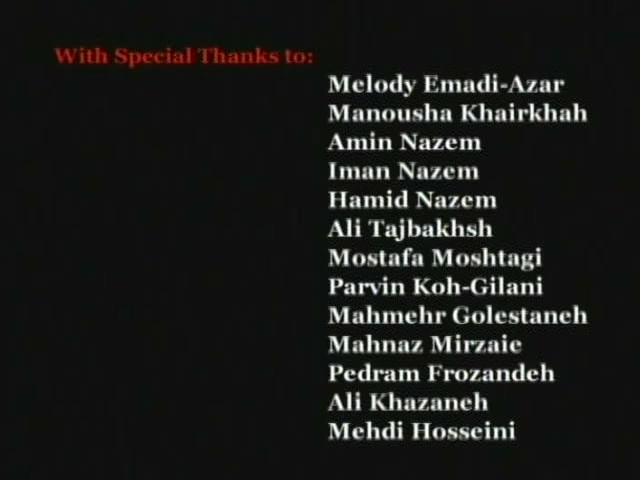 With Special Thanks to:
Melody Emadi-Azar
Manousha Khairkhah
Amin Nazem
Iman Nazem
Hamid Nazem
Ali Tajbakhsh
Mostafa Moshtagi
Parvin Koh-Gilani
Mahmehr Golestaneh
Mahnaz Mirzaie
Pedram Frozandeh
Ali Khazaneh
Mehdi Hosseini